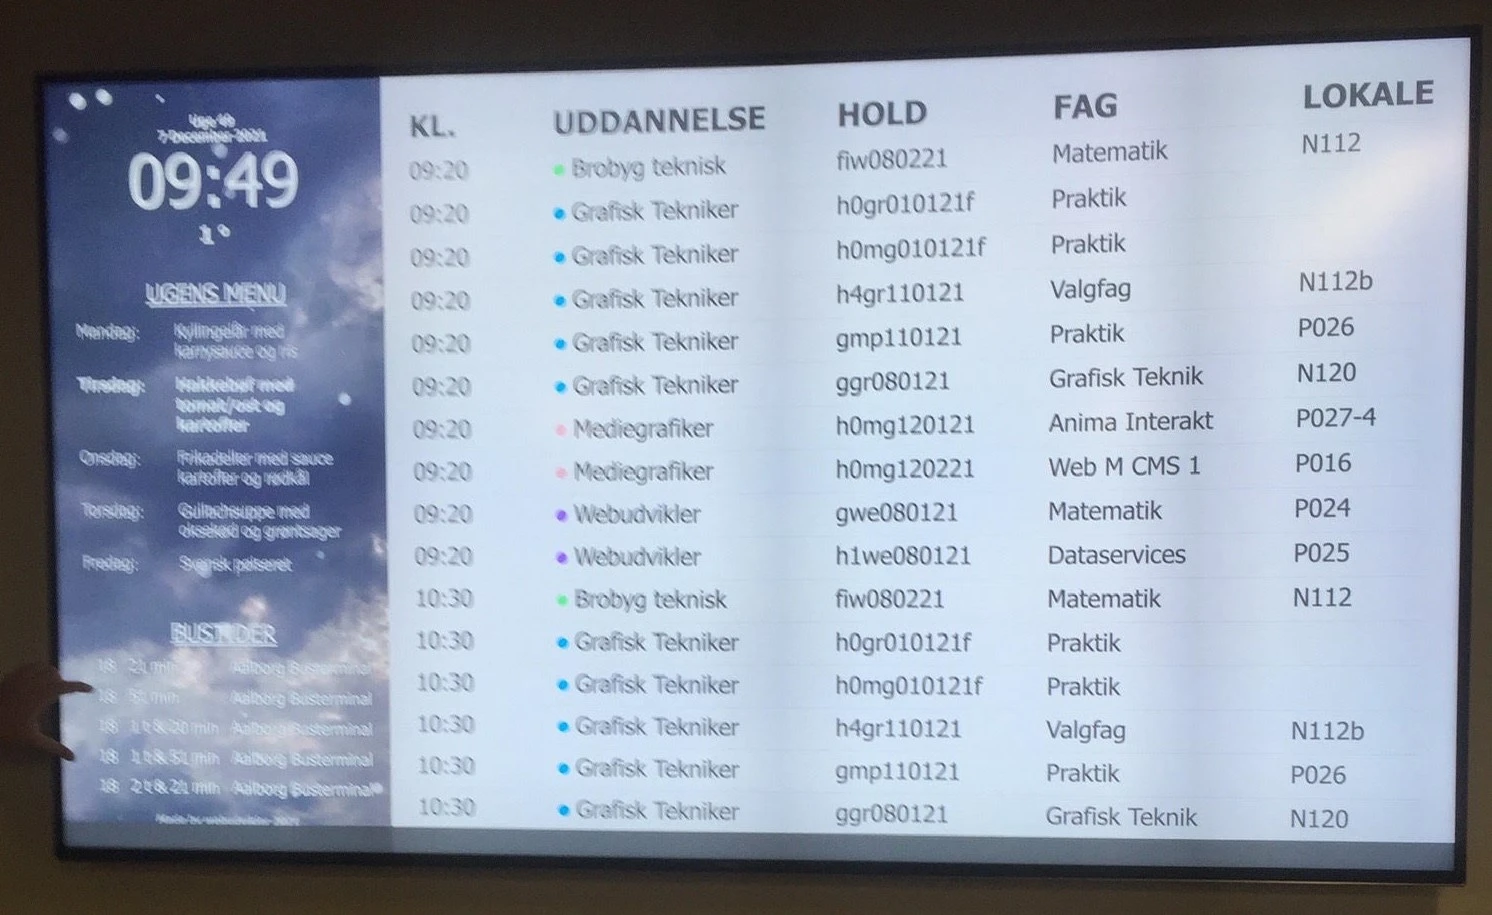 Uge 49
7 December 2021
09:49
1°
UGENS MENU
Mandag: Kyllingelår med
karrysauce og ris
Tirsdag: Hakkebøf med
tomat/ost og
kartofler
Onsdag: Frikadeller med sauce
kartofler og rødkål
Torsdag: Gullachsuppe med
oksekød og grøntsager
Fredag: Svensk pølseret
BUSTIDER
18 21 min Aalborg Busterminal
18 51 min Aalborg Busterminal
18 1 t & 20 min Aalborg Busterminal
18 1 t & 51 min Aalborg Busterminal
18 2 t & 21 min Aalborg Busterminal
KL. UDDANNELSE HOLD FAG LOKALE
09:20 Brobyg teknisk fiw080221 Matematik N112
09:20 Grafisk Tekniker h0gr010121f Praktik
09:20 Grafisk Tekniker h0mg010121f Praktik
09:20 Grafisk Tekniker h4gr110121 Valgfag N112b
09:20 Grafisk Tekniker gmp110121 Praktik P026
09:20 Grafisk Tekniker ggr080121 Grafisk Teknik N120
09:20 Mediegrafiker h0mg120121 Anima Interakt P027-4
09:20 Mediegrafiker h0mg120221 Web M CMS 1 P016
09:20 Webudvikler gwe080121 Matematik P024
09:20 Webudvikler h1we080121 Dataservices P025
10:30 Brobyg teknisk fiw080221 Matematik N112
10:30 Grafisk Tekniker h0gr010121f Praktik
10:30 Grafisk Tekniker h0mg010121f Praktik
10:30 Grafisk Tekniker h4gr110121 Valgfag N112b
10:30 Grafisk Tekniker gmp110121 Praktik P026
10:30 Grafisk Tekniker ggr080121 Grafisk Teknik N120